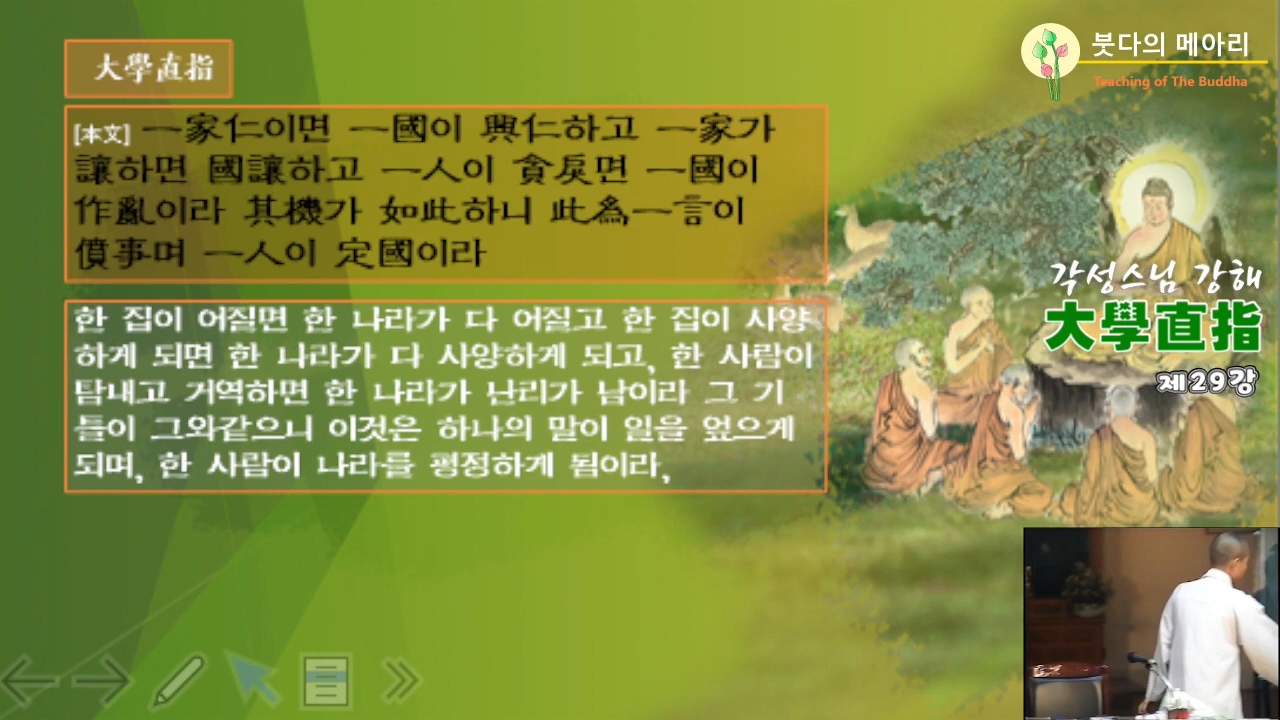 大學直指
[本文] 一家仁이면 一國이 興仁하고 一家가
讓하면 國讓하고 一人이 貪戾면 一國이
作亂이라 其機가 如此하니 此為一言이
僨事며 一人이 定國이라
한 집이 어질면 한 나라가 다 어질고 한 집이 사양
하게 되면 한 나라가 다 사양하게 되고, 한 사람이
탐내고 거역하면 한 나라가 난리가 남이라 그 기
틀이 그와같으니 이것은 하나의 말이 일을 엎으게
되며, 한 사람이 나라를 평정하게 됨이라,
붓다의 메아리
Teaching of The Buddha
각성스님 강해
大學直指
제29강